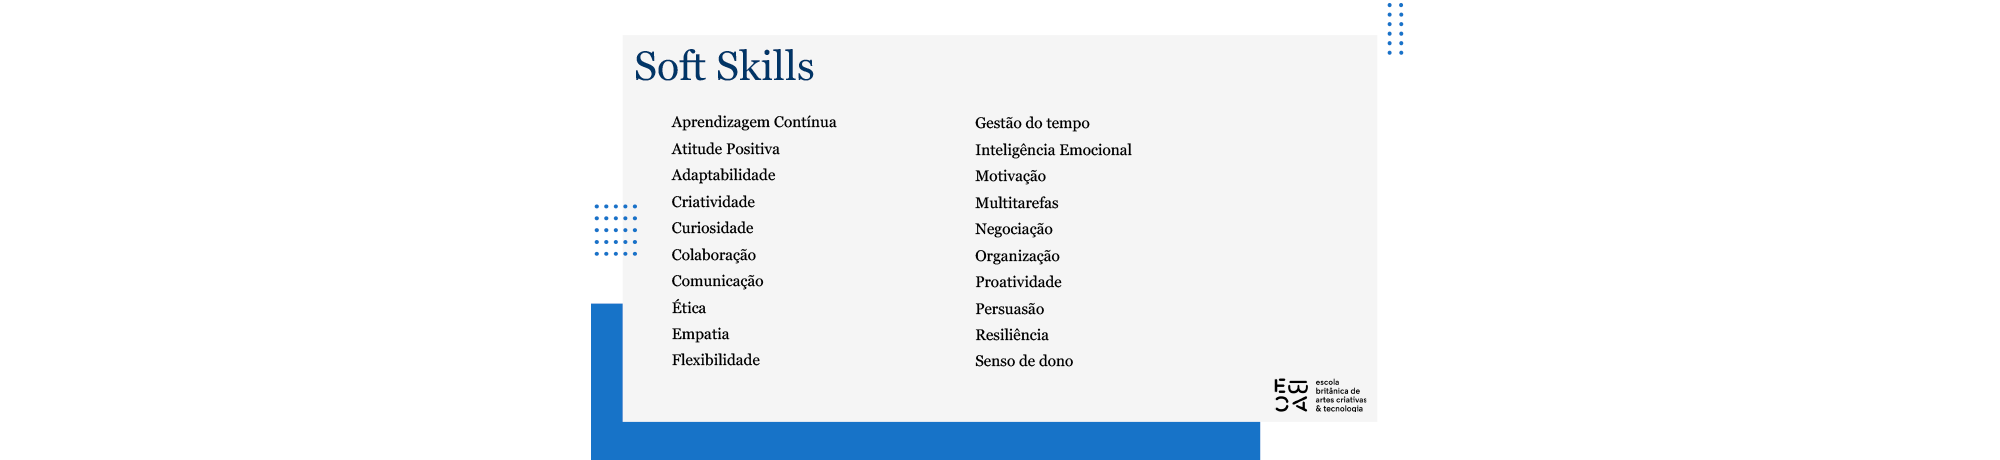 Soft Skills
Aprendizagem Contínua
Atitude Positiva
Adaptabilidade
Criatividade
Curiosidade
Colaboração
Comunicação
Ética
Empatia
Flexibilidade
Gestão do tempo
Inteligência Emocional
Motivação
Multitarefas
Negociação
Organização
Proatividade
Persuasão
Resiliência
Senso de dono
EBAC
escola
britânica de
artes criativas
& tecnologia